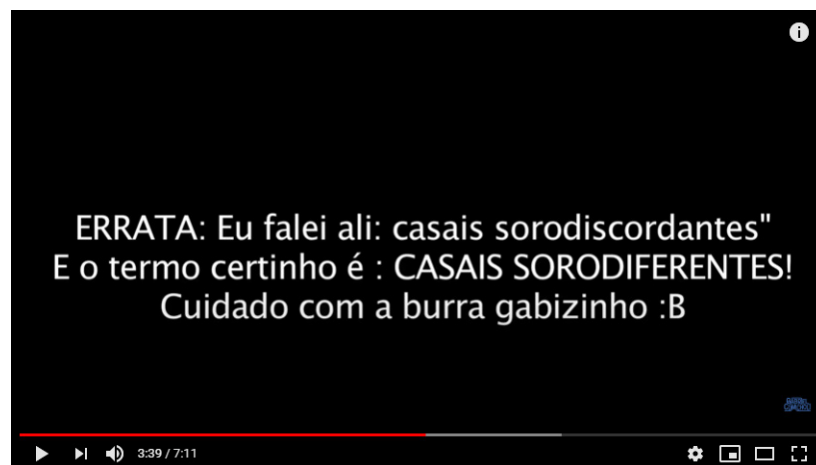 i
ERRATA: Eu falei ali: casais sorodiscordantes"
E o termo certinho é : CASAIS SORODIFERENTES!
Cuidado com a burra gabizinho :B
3:39 / 7:11